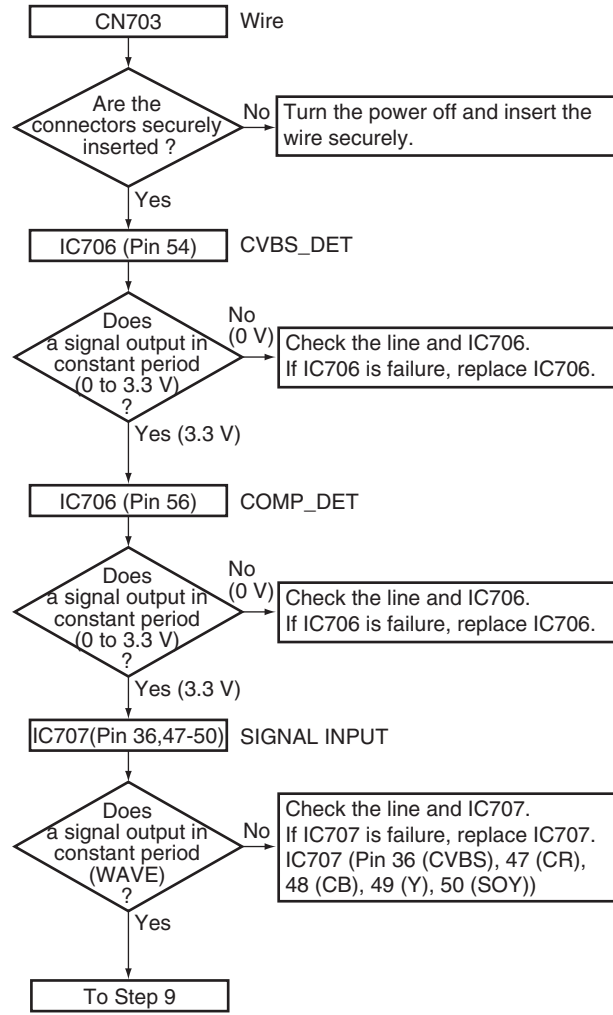 CN703 Wire
Are the
connectors securely
inserted ?
No
Turn the power off and insert the
wire securely.
Yes
IC706 (Pin 54) CVBS_DET
Does
a signal output in
constant period
(0 to 3.3 V)
?
No
(0 V)
Check the line and IC706.
If IC706 is failure, replace IC706.
Yes (3.3 V)
IC706 (Pin 56) COMP_DET
Does
a signal output in
constant period
(0 to 3.3 V)
?
No
(0 V)
Check the line and IC706.
If IC706 is failure, replace IC706.
Yes (3.3 V)
IC707(Pin 36,47-50) SIGNAL INPUT
Does
a signal output in
constant period
(WAVE)
?
No
Check the line and IC707.
If IC707 is failure, replace IC707.
IC707 (Pin 36 (CVBS), 47 (CR),
48 (CB), 49 (Y), 50 (SOY))
Yes
To Step 9